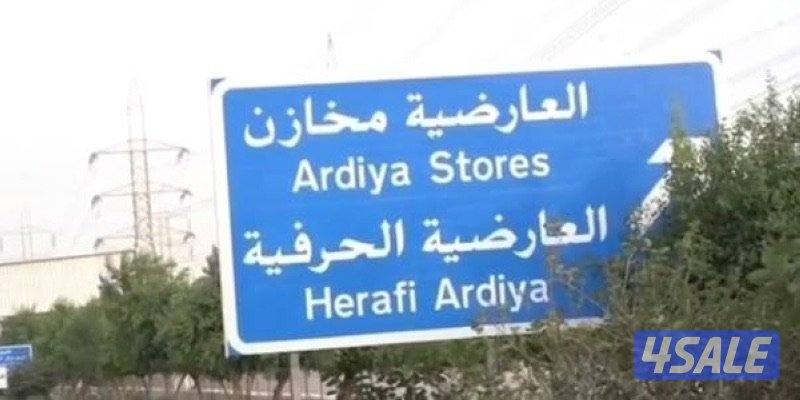 العارضية مخازن
Ardiya Stores
العارضية الحرفية
Herafi Ardiya
4SALE